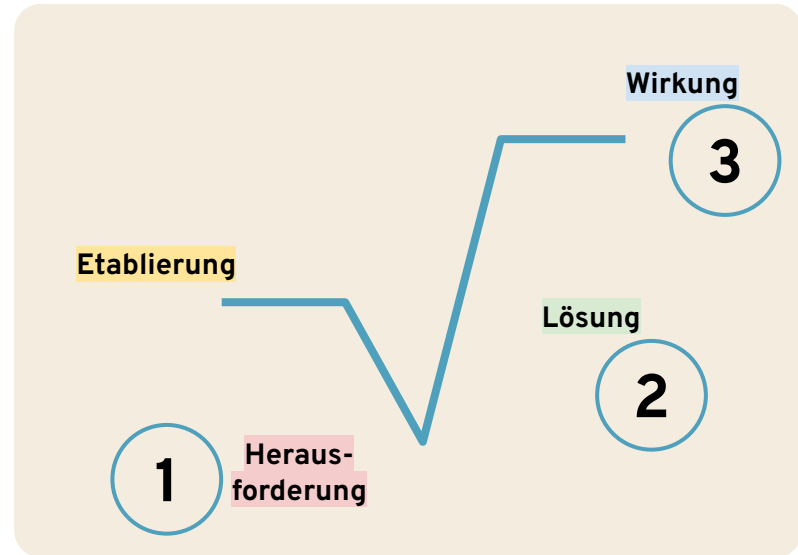 Wirkung
3
Etablierung
Lösung
2
1
Heraus-
forderung